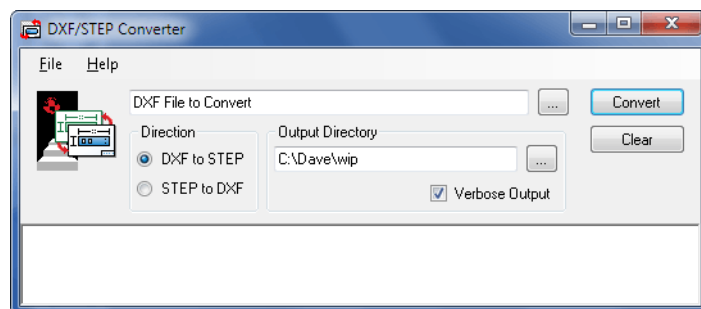 DXF/STEP Converter
File Help
DXF File to Convert ... Convert
Direction Output Directory Clear
DXF to STEP C:\Dave\wip ...
STEP to DXF Verbose Output